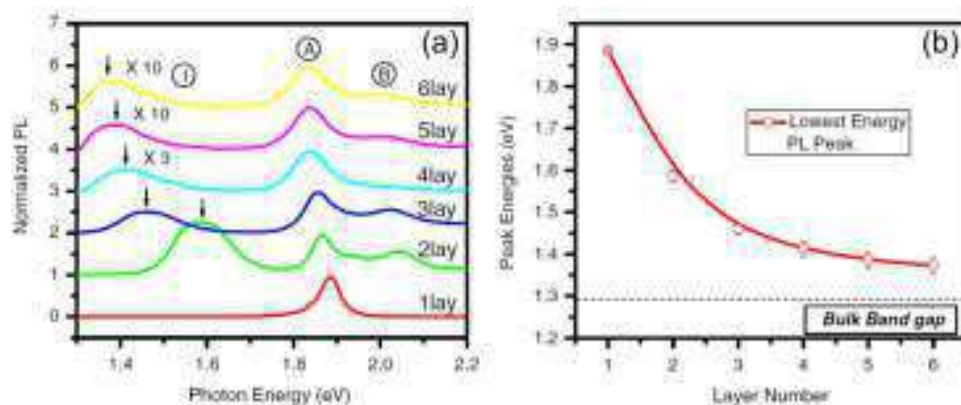 (a)
7
6
5
4
3
2
1
0
Normalized PL
X 10
I
A
B
6lay
X 10
5lay
X 3
4lay
3lay
2lay
1lay
1.4 1.6 1.8 2.0 2.2
Photon Energy (eV)
(b)
1.9
1.8
1.7
1.6
1.5
1.4
1.3
1.2
Peak Energies (eV)
Lowest Energy
PL Peak
Bulk Band gap
1 2 3 4 5 6
Layer Number